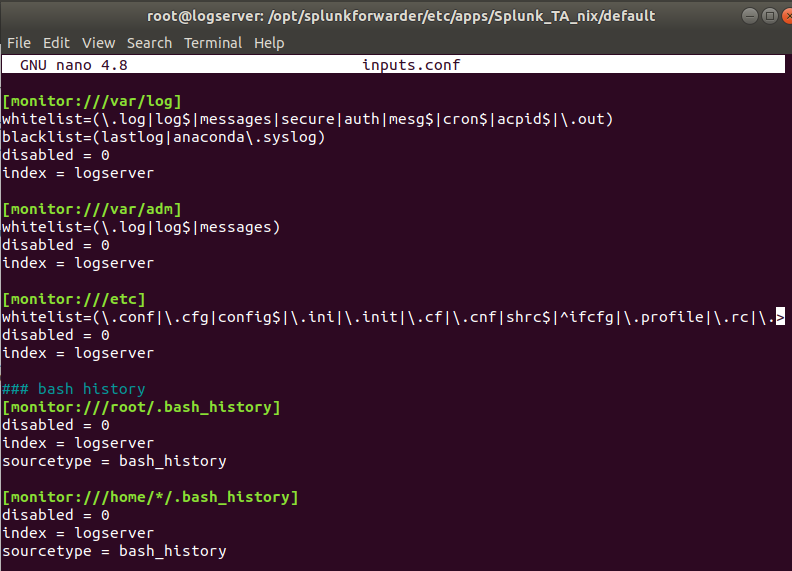 root@logserver: /opt/splunkforwarder/etc/apps/Splunk_TA_nix/default
File Edit View Search Terminal Help
GNU nano 4.8 inputs.conf
[monitor:///var/log]
whitelist=(\.log|log$|messages|secure|auth|mesg$|cron$|acpid$|\.out)
blacklist=(lastlog|anaconda\.syslog)
disabled = 0
index = logserver
[monitor:///var/adm]
whitelist=(\.log|log$|messages)
disabled = 0
index = logserver
[monitor:///etc]
whitelist=(\.conf|\.cfg|config$|\.ini|\.init|\.cf|\.cnf|shrc$|^ifcfg|\.profile|\.rc|\.>
disabled = 0
index = logserver
### bash history
[monitor:///root/.bash_history]
disabled = 0
index = logserver
sourcetype = bash_history
[monitor:///home/*/.bash_history]
disabled = 0
index = logserver
sourcetype = bash_history